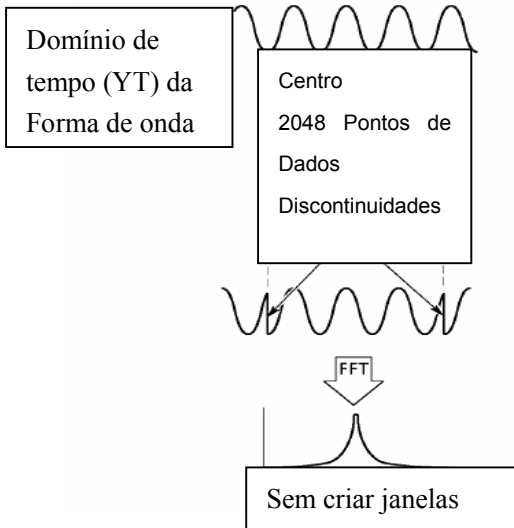 Domínio de
tempo (YT) da
Forma de onda
Centro
2048 Pontos de
Dados
Discontinuidades
FFT
Sem criar janelas